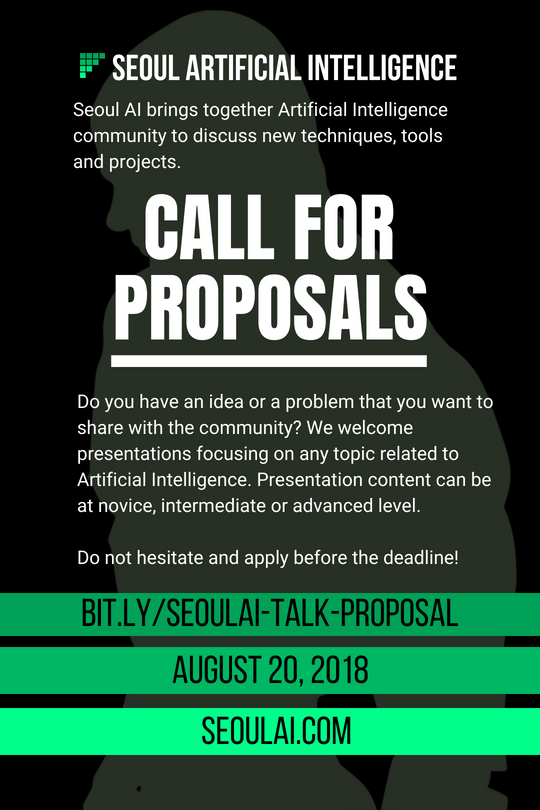 SEOUL ARTIFICIAL INTELLIGENCE
Seoul AI brings together Artificial Intelligence
community to discuss new techniques, tools
and projects.
CALL FOR
PROPOSALS
Do you have an idea or a problem that you want to
share with the community? We welcome
presentations focusing on any topic related to
Artificial Intelligence. Presentation content can be
at novice, intermediate or advanced level.
Do not hesitate and apply before the deadline!
BIT.LY/SEOULAI-TALK-PROPOSAL
AUGUST 20, 2018
SEOULAI.COM